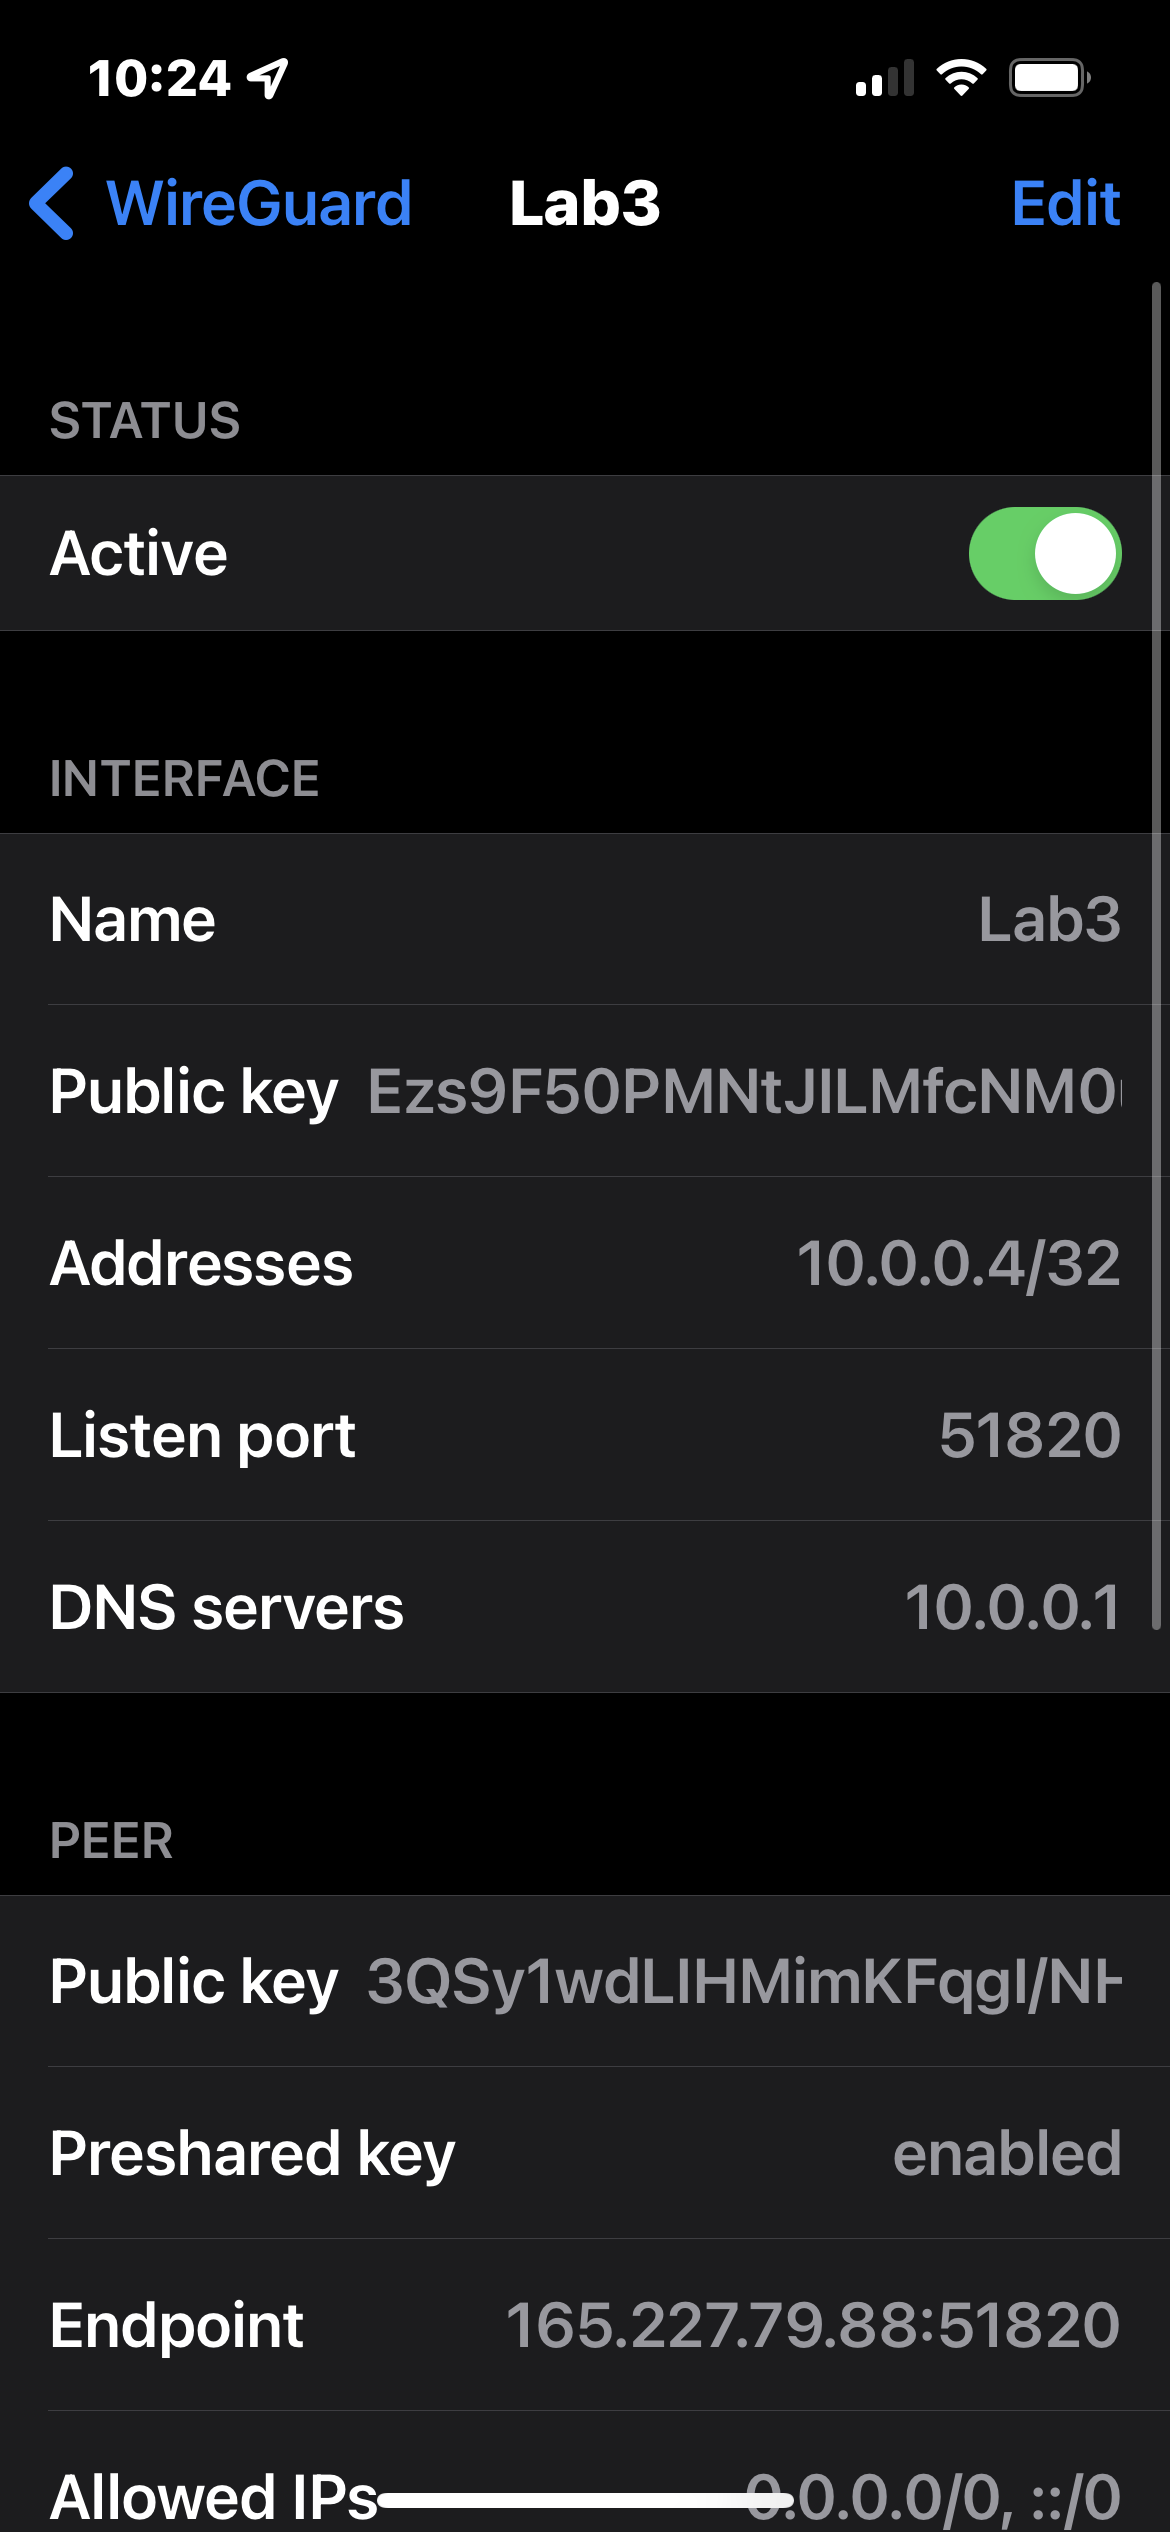 10:24
WireGuard Lab3 Edit
STATUS
Active
INTERFACE
Name Lab3
Public key Ezs9F50PMNtJILMfcNM0
Addresses 10.0.0.4/32
Listen port 51820
DNS servers 10.0.0.1
PEER
Public key 3QSy1wdLIHMimKFqgI/NH
Preshared key enabled
Endpoint 165.227.79.88:51820
Allowed IPs 0.0.0.0/0, ::/0